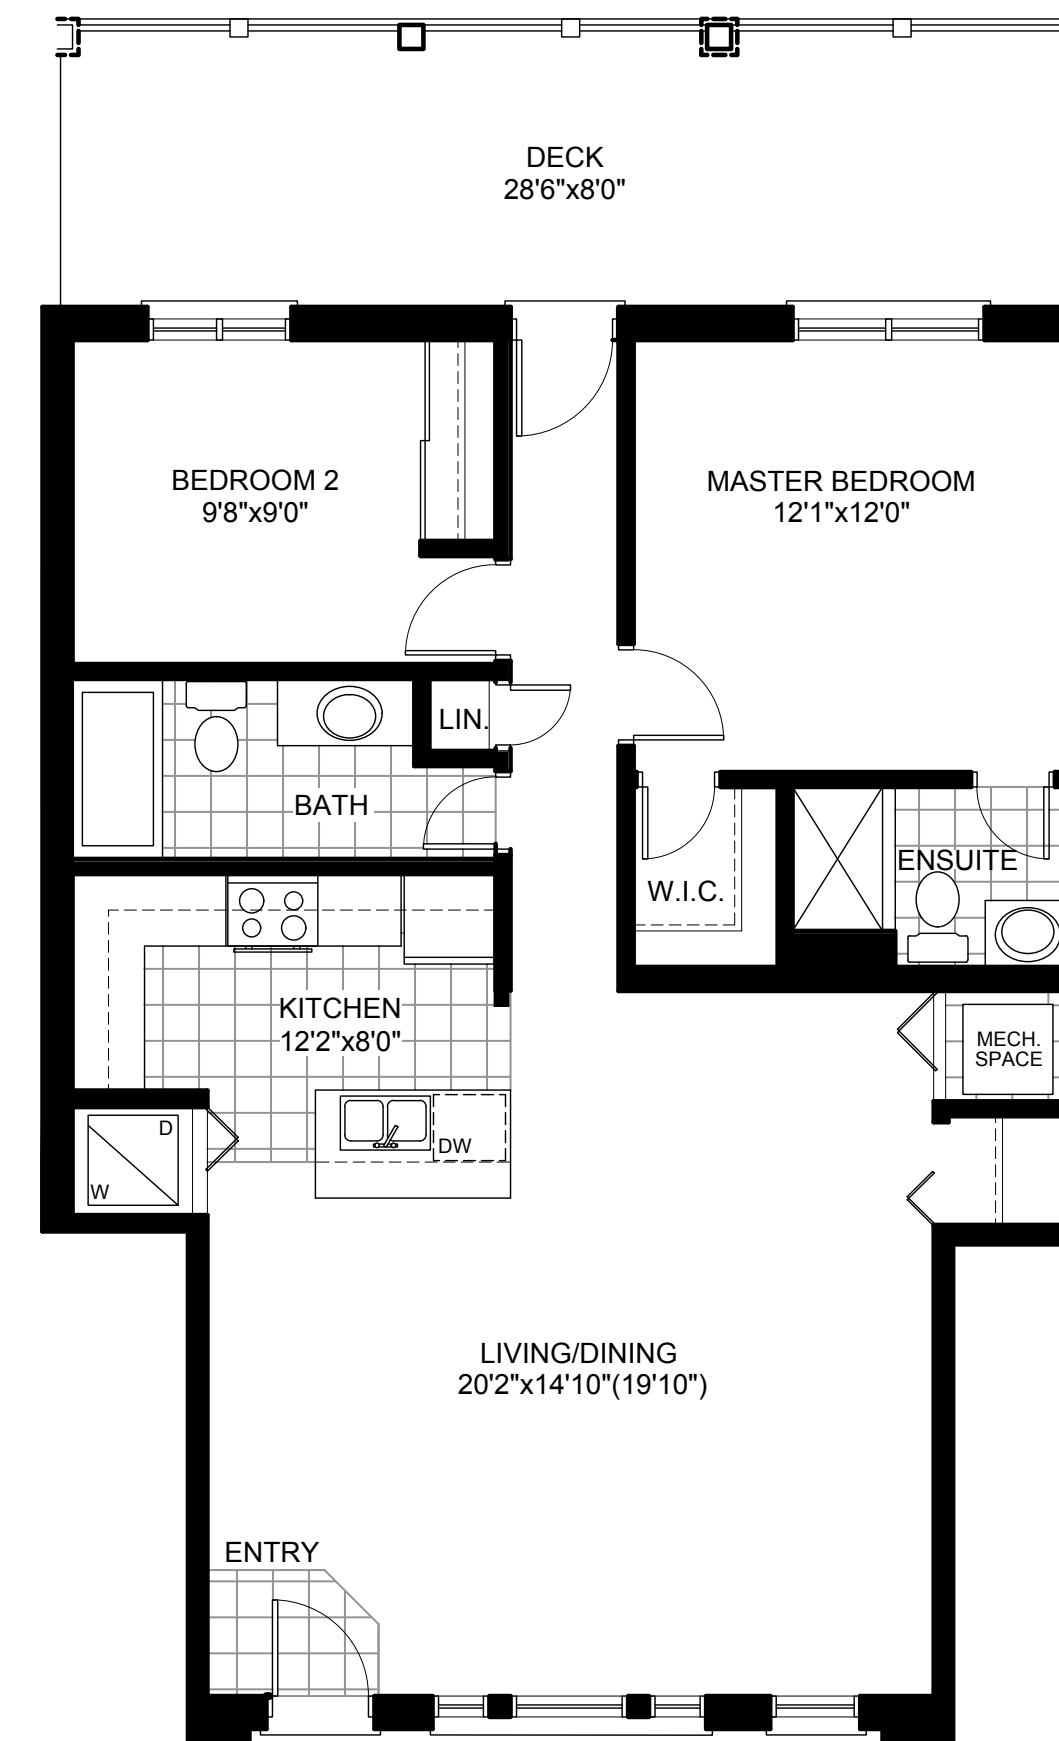 DECK
28'6"x8'0"
BEDROOM 2
9'8"x9'0"
MASTER BEDROOM
12'1"x12'0"
LIN.
BATH
ENSUITE
W.I.C.
KITCHEN
12'2"x8'0"
MECH.
SPACE
D
W
DW
LIVING/DINING
20'2"x14'10"(19'10")
ENTRY